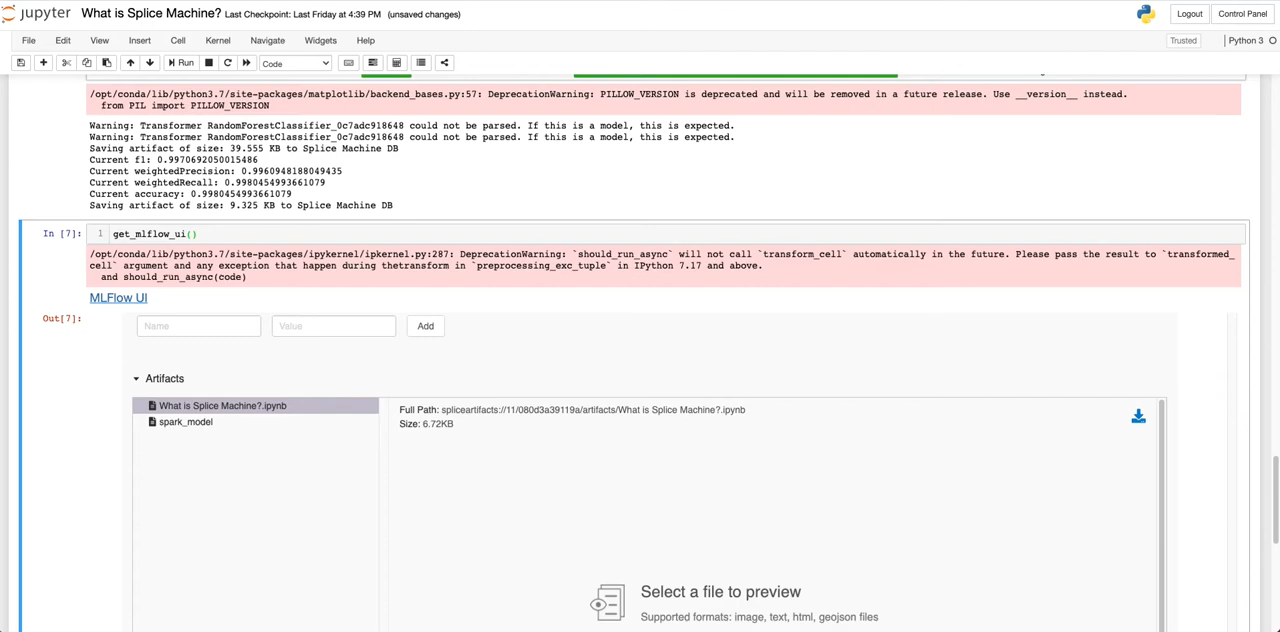 jupyter What is Splice Machine? Last Checkpoint: Last Friday at 4:39 PM (unsaved changes) Logout Control Panel
File Edit View Insert Cell Kernel Navigate Widgets Help Trusted Python 3
Run Code
/opt/conda/lib/python3.7/site-packages/matplotlib/backend_bases.py:57: DeprecationWarning: PILLOW_VERSION is deprecated and will be removed in a future release. Use __version__ instead.
from PIL import PILLOW_VERSION
Warning: Transformer RandomForestClassifier_0c7adc918648 could not be parsed. If this is a model, this is expected.
Warning: Transformer RandomForestClassifier_0c7adc918648 could not be parsed. If this is a model, this is expected.
Saving artifact of size: 39.555 KB to Splice Machine DB
Current f1: 0.9970692050015486
Current weightedPrecision: 0.9960948188049435
Current weightedRecall: 0.9980454993661079
Current accuracy: 0.9980454993661079
Saving artifact of size: 9.325 KB to Splice Machine DB
In [7]: 1 get_mlflow_ui()
/opt/conda/lib/python3.7/site-packages/ipykernel/ipkernel.py:287: DeprecationWarning: `should_run_async` will not call `transform_cell` automatically in the future. Please pass the result to `transformed_
cell` argument and any exception that happen during thetransform in `preprocessing_exc_tuple` in IPython 7.17 and above.
and should_run_async(code)
MLFlow UI
Out[7]:
Name Value Add
Artifacts
What is Splice Machine?.ipynb
spark_model
Full Path: spliceartifacts://11/080d3a39119a/artifacts/What is Splice Machine?.ipynb
Size: 6.72KB
Select a file to preview
Supported formats: image, text, html, geojson files